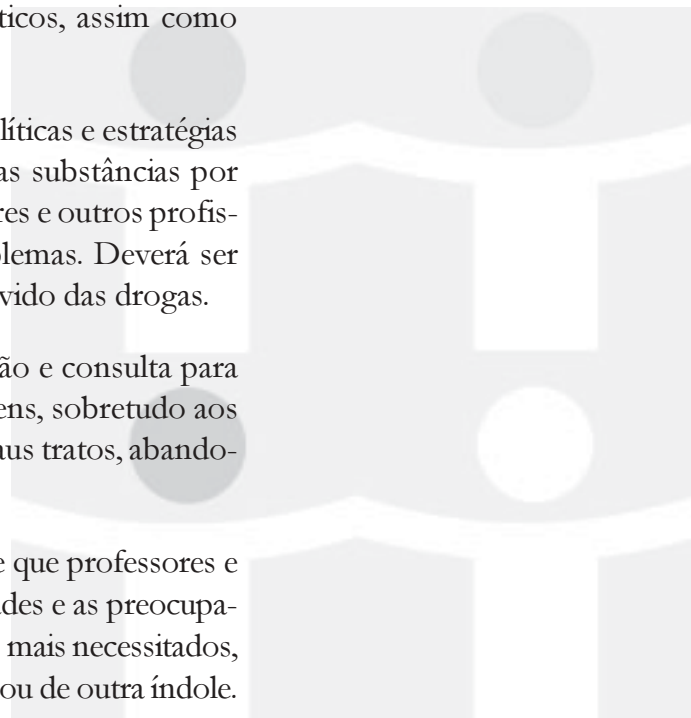 ticos, assim como
líticas e estratégias
as substâncias por
res e outros profis-
lemas. Deverá ser
vido das drogas.
ão e consulta para
ens, sobretudo aos
aus tratos, abando-
e que professores e
des e as preocupa-
mais necessitados,
ou de outra índole.